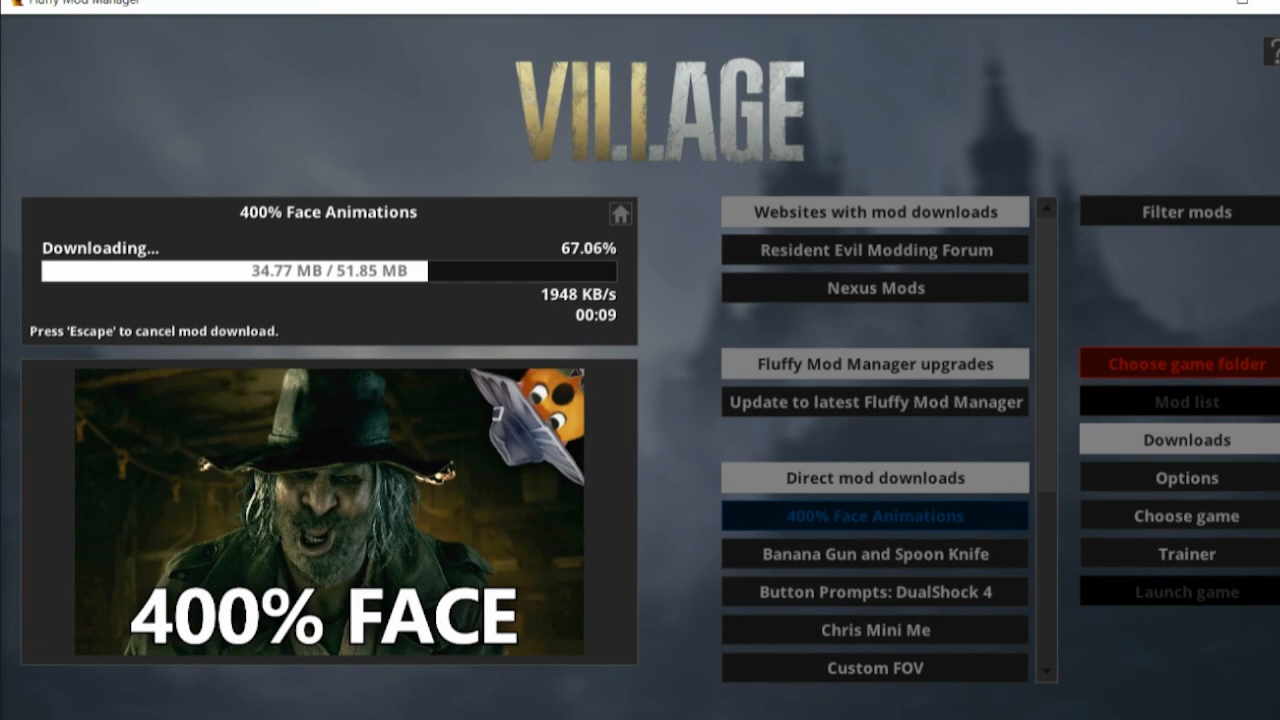 Fluffy Mod Manager
VILLAGE
400% Face Animations
Downloading...
67.06%
34.77 MB / 51.85 MB
1948 KB/s
00:09
Press 'Escape' to cancel mod download.
400% FACE
Websites with mod downloads
Resident Evil Modding Forum
Nexus Mods
Fluffy Mod Manager upgrades
Update to latest Fluffy Mod Manager
Direct mod downloads
400% Face Animations
Banana Gun and Spoon Knife
Button Prompts: DualShock 4
Chris Mini Me
Custom FOV
?
Filter mods
Choose game folder
Mod list
Downloads
Options
Choose game
Trainer
Launch game